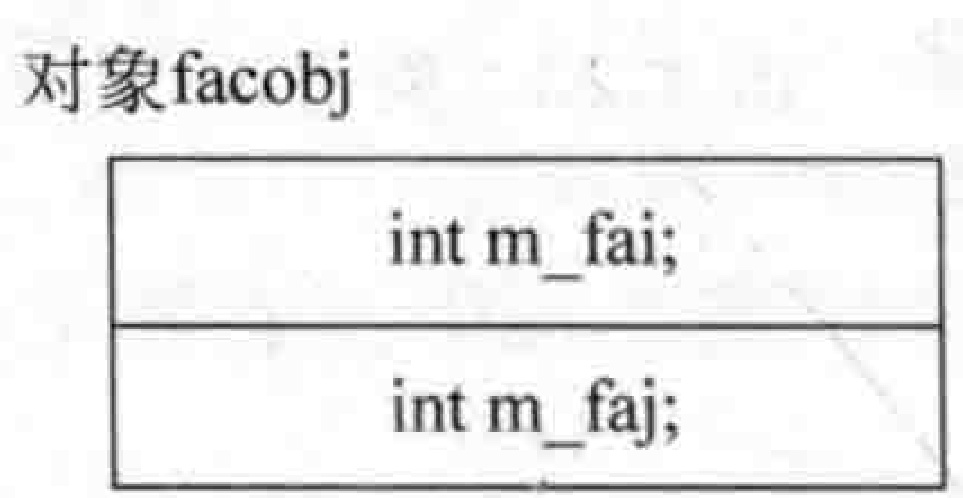 对象facobj
int m_fai;
int m_faj;